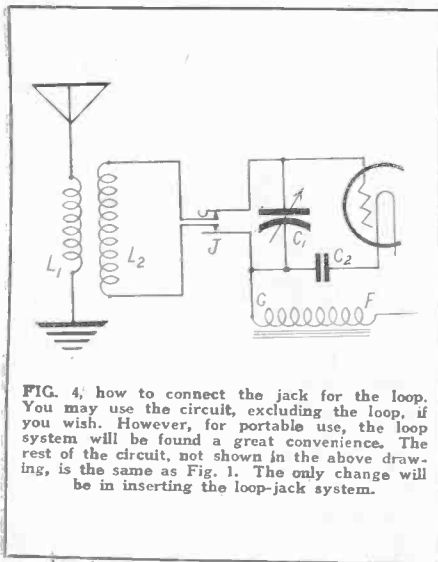 L1
L2
J
C1
C2
G
F
FIG. 4, how to connect the jack for the loop.
You may use the circuit, excluding the loop, if
you wish. However, for portable use, the loop
system will be found a great convenience. The
rest of the circuit, not shown in the above draw-
ing, is the same as Fig. 1. The only change will
be in inserting the loop-jack system.